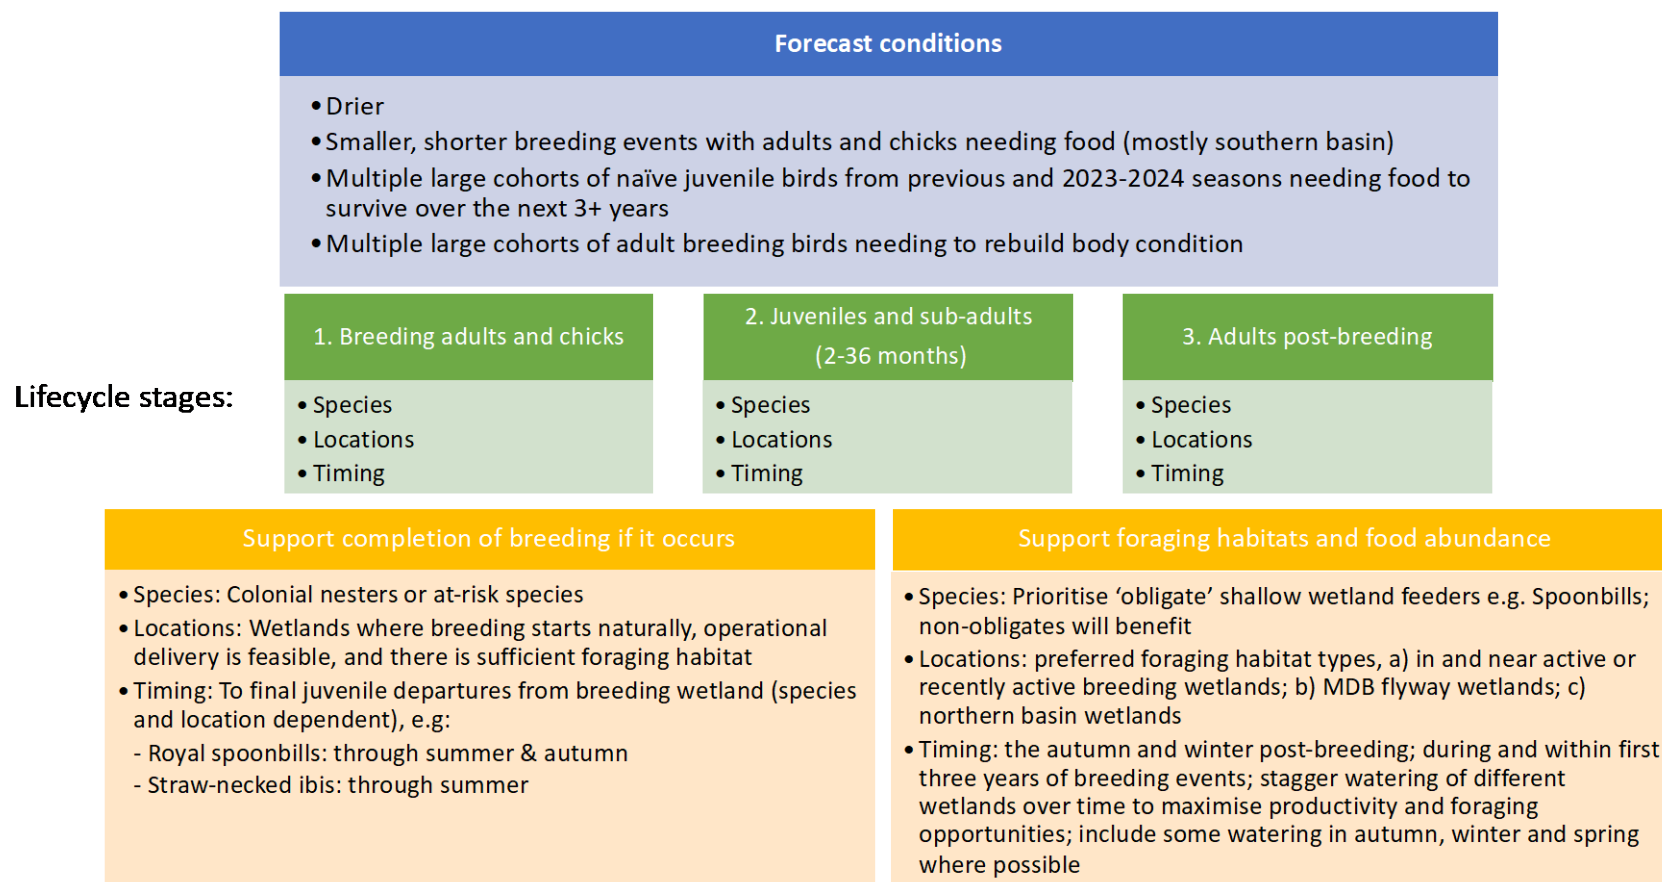 Forecast conditions
• Drier
• Smaller, shorter breeding events with adults and chicks needing food (mostly southern basin)
• Multiple large cohorts of naïve juvenile birds from previous and 2023-2024 seasons needing food to
survive over the next 3+ years
• Multiple large cohorts of adult breeding birds needing to rebuild body condition
Lifecycle stages:
1. Breeding adults and chicks
• Species
• Locations
• Timing
2. Juveniles and sub-adults
(2-36 months)
• Species
• Locations
• Timing
3. Adults post-breeding
• Species
• Locations
• Timing
Support completion of breeding if it occurs
• Species: Colonial nesters or at-risk species
• Locations: Wetlands where breeding starts naturally, operational
delivery is feasible, and there is sufficient foraging habitat
• Timing: To final juvenile departures from breeding wetland (species
and location dependent), e.g:
- Royal spoonbills: through summer & autumn
- Straw-necked ibis: through summer
Support foraging habitats and food abundance
• Species: Prioritise ‘obligate’ shallow wetland feeders e.g. Spoonbills;
non-obligates will benefit
• Locations: preferred foraging habitat types, a) in and near active or
recently active breeding wetlands; b) MDB flyway wetlands; c)
northern basin wetlands
• Timing: the autumn and winter post-breeding; during and within first
three years of breeding events; stagger watering of different
wetlands over time to maximise productivity and foraging
opportunities; include some watering in autumn, winter and spring
where possible